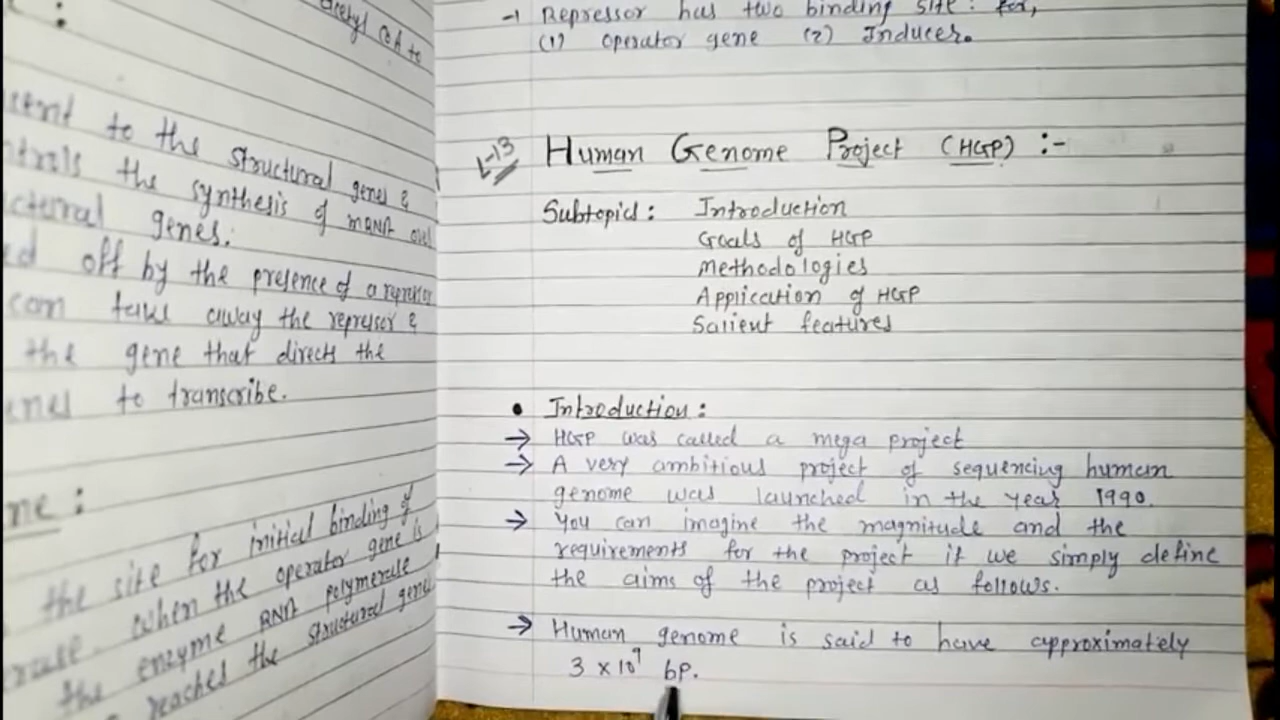 :
acetyl CoA to
to the structural genes &
the synthesis of mRNA
genes.
off by the presence of a repressor
can take away the repressor &
the gene that directs the
to transcribe.
:
the site for initial binding of
when the operator gene is
the enzyme RNA polymerase
reaches the structural gene
→ Repressor has two binding site: for,
(1) operator gene (2) Inducer.
L-13 Human Genome Project (HGP) :-
Subtopics: Introduction
Goals of HGP
Methodologies
Application of HGP
Salient features
• Introduction:
→ HGP was called a mega project
→ A very ambitious project of sequencing human
genome was launched in the year 1990.
→ You can imagine the magnitude and the
requirements for the project if we simply define
the aims of the project as follows.
→ Human genome is said to have approximately
3 × 10⁹ bp.